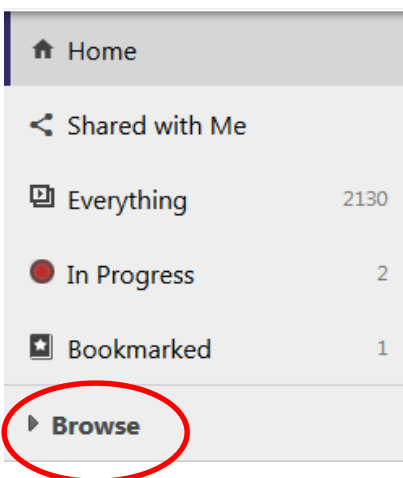 Home
Shared with Me
Everything 2130
In Progress 2
Bookmarked 1
Browse